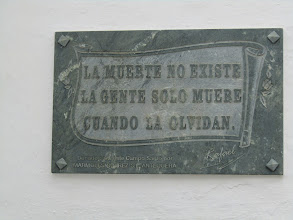 LA MUERTE NO EXISTE
LA GENTE SOLO MUERE
CUANDO LA OLVIDAN.